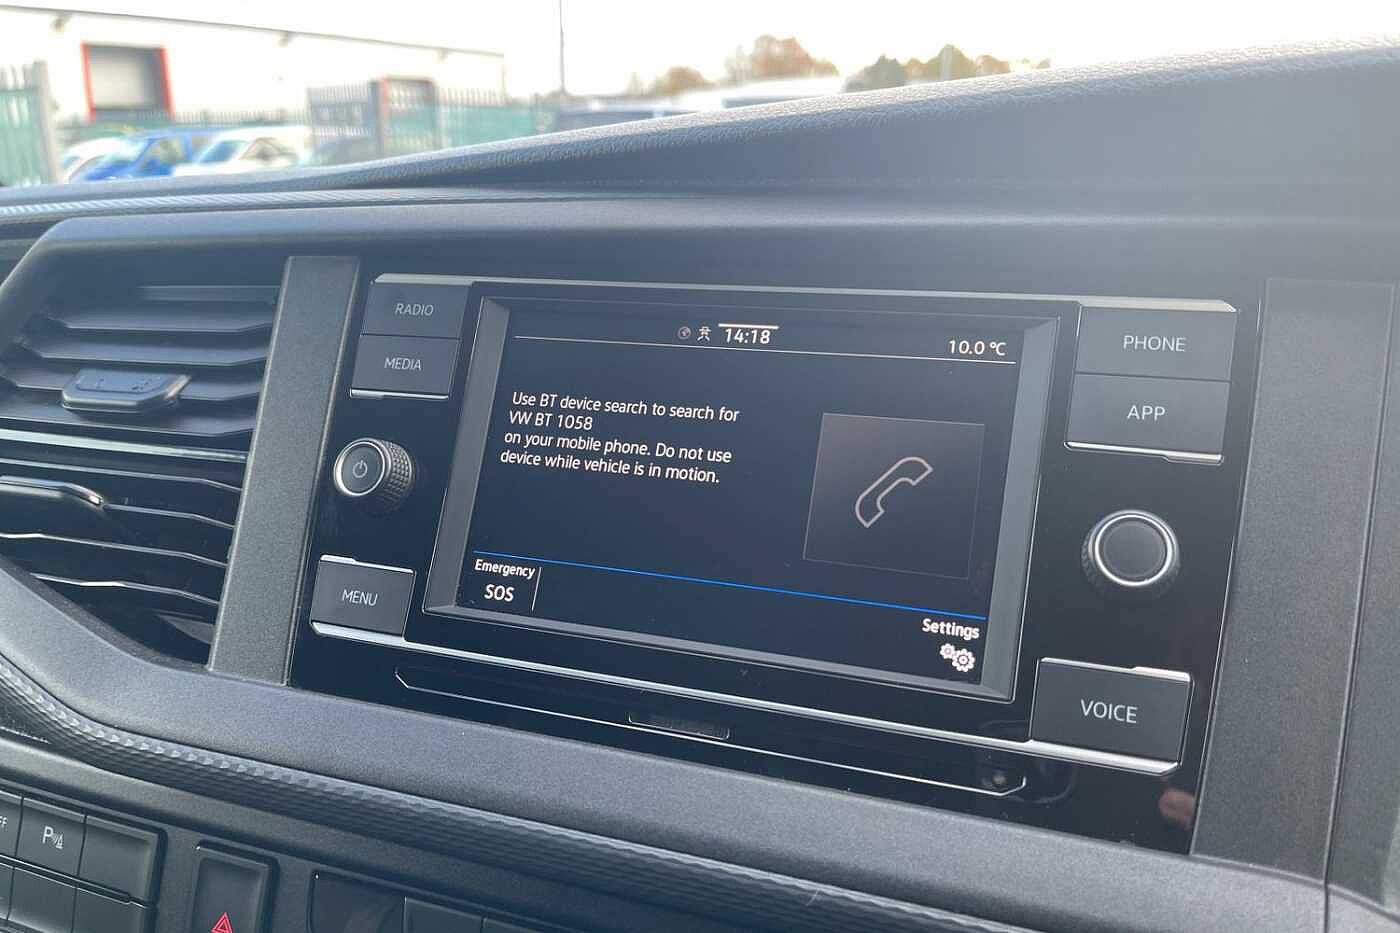 RADIO
MEDIA
MENU
14:18
10.0 °C
Use BT device search to search for
VW BT 1058
on your mobile phone. Do not use
device while vehicle is in motion.
Emergency
SOS
Settings
PHONE
APP
VOICE
P